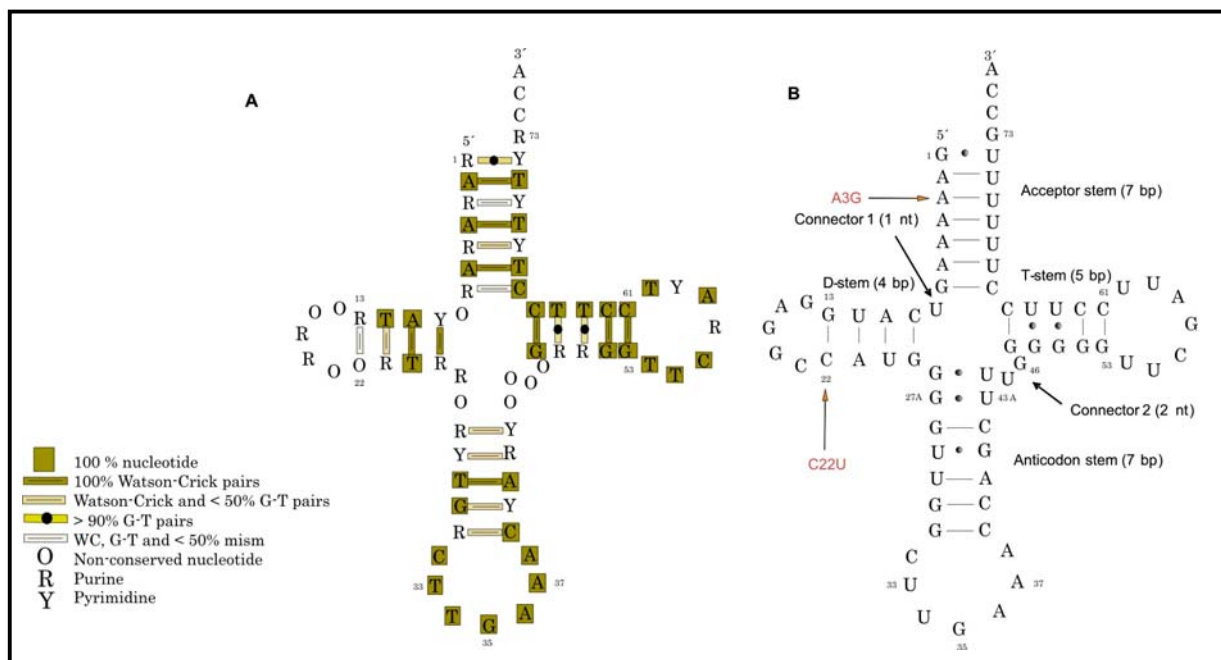 A
3´
A
C
C
R 73
5´
1 R Y
A T
R Y
A T
R Y
A T
R C
O O R T A Y O
13
R
R
O O T R
22 R
C T T C C T Y A
61
R
G R R G G T T C
53
O O O
R O
O O
R Y
Y R
T A
G Y
R C
C A
33 T A 37
T G A
35
100 % nucleotide
100% Watson-Crick pairs
Watson-Crick and < 50% G-T pairs
> 90% G-T pairs
WC, G-T and < 50% mism
O Non-conserved nucleotide
R Purine
Y Pyrimidine
B
3´
A
C
C
G 73
5´
1 G U
A U
A U
A U
A U
A U
G C
A3G
Acceptor stem (7 bp)
Connector 1 (1 nt)
D-stem (4 bp)
T-stem (5 bp)
G A G G U A C U
13
A
G
G C C A U G
22
C22U
C U U C C U U A
61
G
G G G G G U U C
46 53
U
Connector 2 (2 nt)
G U
27A G U 43A
G C
U G
U A
G C
G C
Anticodon stem (7 bp)
C A
33 U A 37
U G A
35